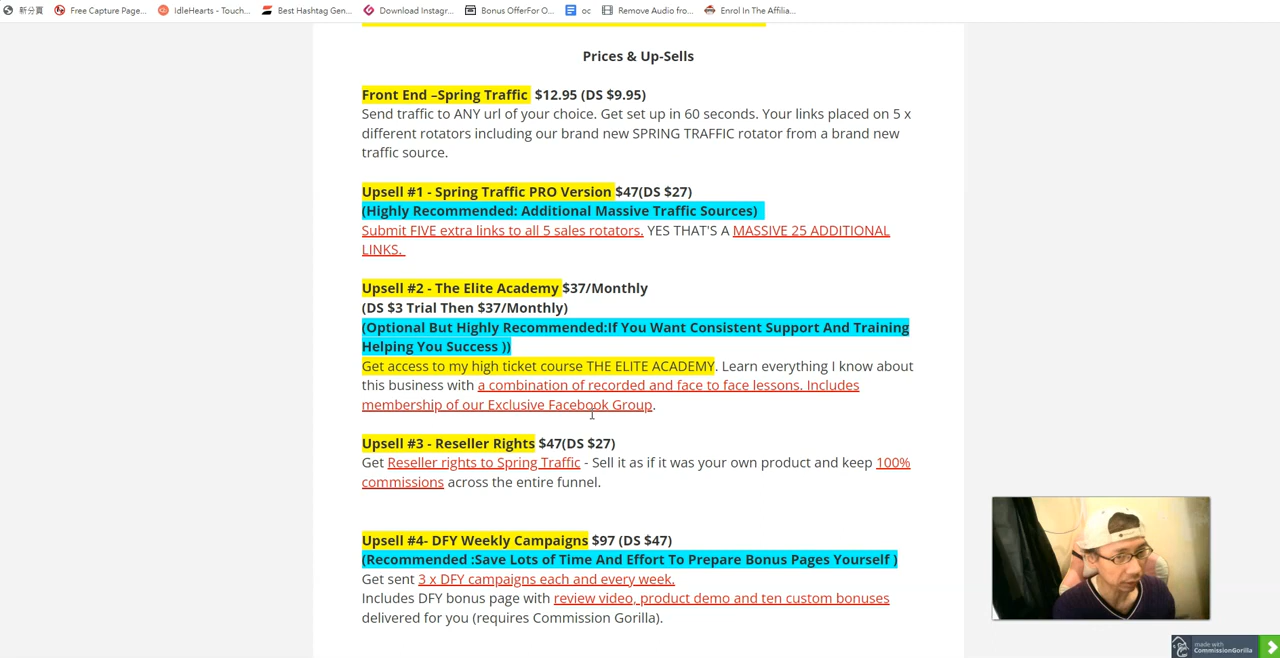 新分頁
Free Capture Page...
IdleHearts - Touch...
Best Hashtag Gen...
Download Instagr...
Bonus OfferFor O...
oc
Remove Audio fro...
Enrol In The Affilia...
Prices & Up-Sells
Front End –Spring Traffic $12.95 (DS $9.95)
Send traffic to ANY url of your choice. Get set up in 60 seconds. Your links placed on 5 x
different rotators including our brand new SPRING TRAFFIC rotator from a brand new
traffic source.
Upsell #1 - Spring Traffic PRO Version $47(DS $27)
(Highly Recommended: Additional Massive Traffic Sources)
Submit FIVE extra links to all 5 sales rotators. YES THAT'S A MASSIVE 25 ADDITIONAL
LINKS.
Upsell #2 - The Elite Academy $37/Monthly
(DS $3 Trial Then $37/Monthly)
(Optional But Highly Recommended:If You Want Consistent Support And Training
Helping You Success ))
Get access to my high ticket course THE ELITE ACADEMY. Learn everything I know about
this business with a combination of recorded and face to face lessons. Includes
membership of our Exclusive Facebook Group.
Upsell #3 - Reseller Rights $47(DS $27)
Get Reseller rights to Spring Traffic - Sell it as if it was your own product and keep 100%
commissions across the entire funnel.
Upsell #4- DFY Weekly Campaigns $97 (DS $47)
(Recommended :Save Lots of Time And Effort To Prepare Bonus Pages Yourself )
Get sent 3 x DFY campaigns each and every week.
Includes DFY bonus page with review video, product demo and ten custom bonuses
delivered for you (requires Commission Gorilla).
made with
CommissionGorilla